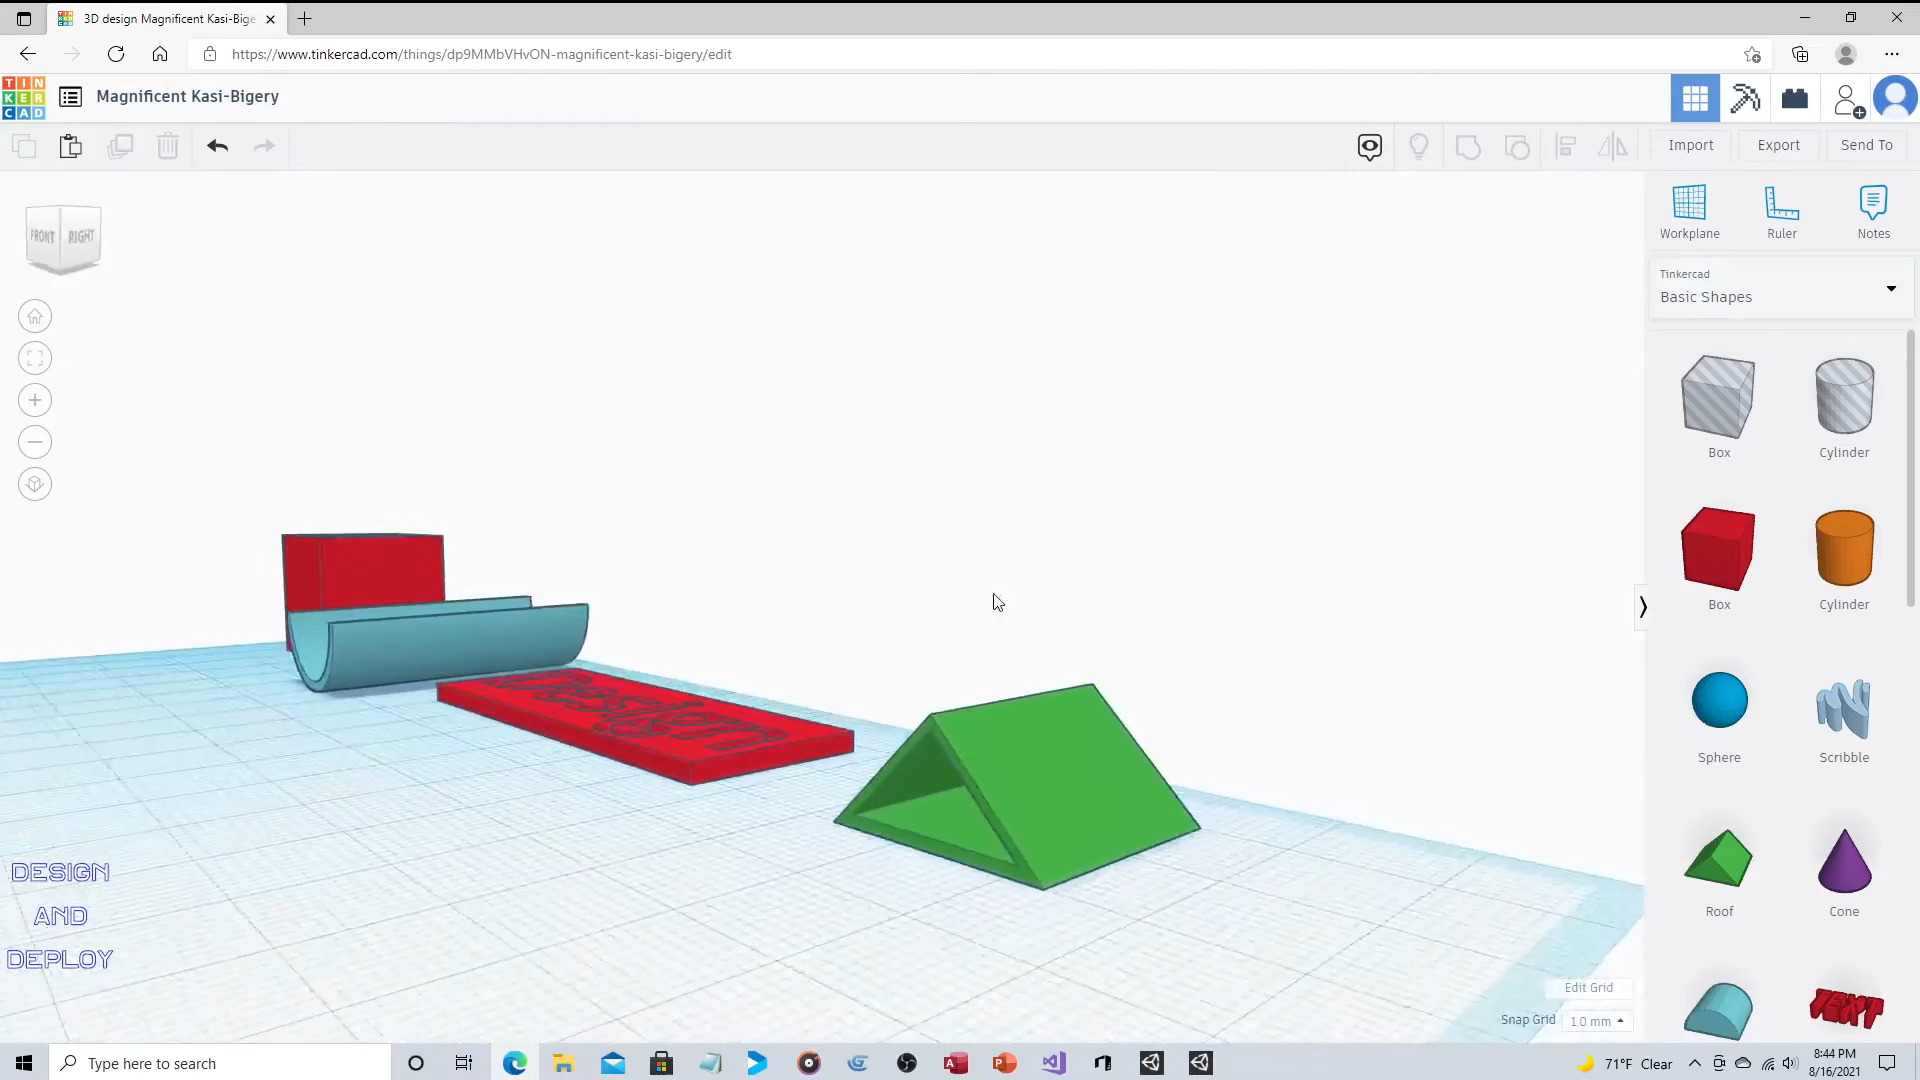 3D design Magnificent Kasi-Bige
https://www.tinkercad.com/things/dp9MMbVHvON-magnificent-kasi-bigery/edit
TIN
KER
CAD
Magnificent Kasi-Bigery
Import
Export
Send To
FRONT
RIGHT
Workplane
Ruler
Notes
Tinkercad
Basic Shapes
Box
Cylinder
Box
Cylinder
Design
Sphere
Scribble
Roof
Cone
TEXT
DESIGN
AND
DEPLOY
Edit Grid
Snap Grid
1.0 mm
Type here to search
71°F Clear
8:44 PM
8/16/2021